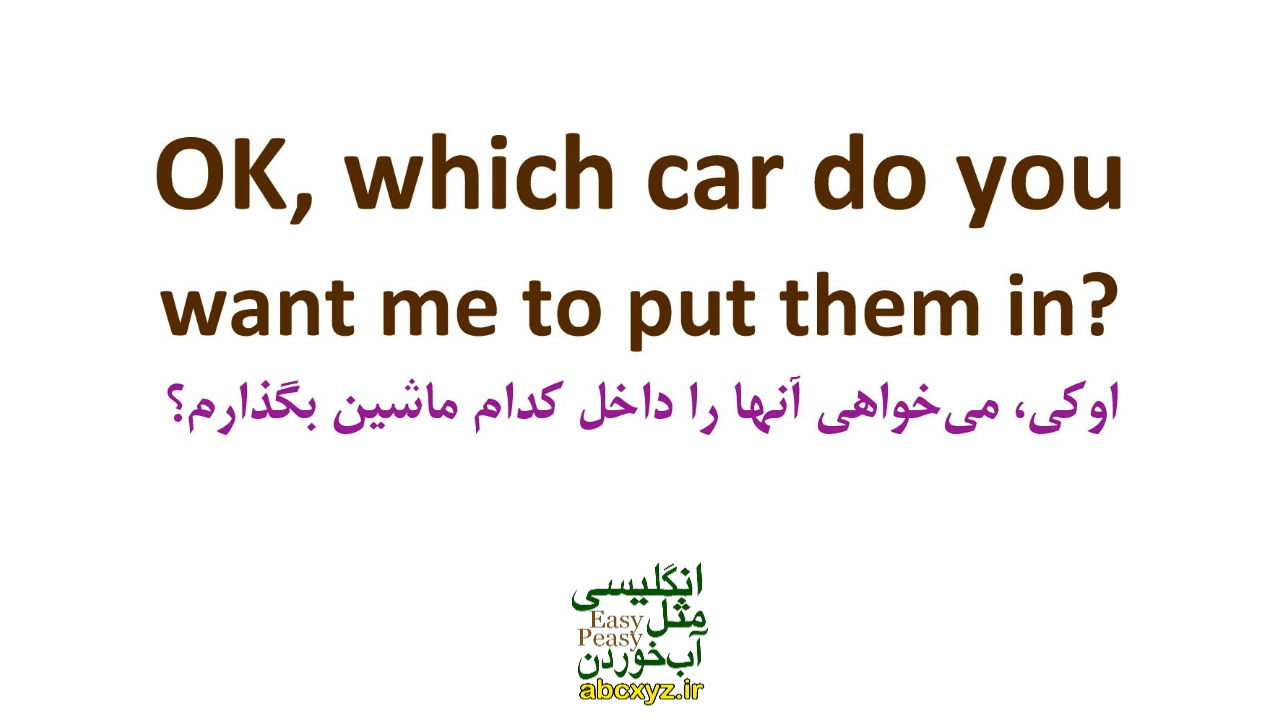 OK, which car do you
want me to put them in?
اوکی، می‌خواهی آنها را داخل کدام ماشین بگذارم؟
انگلیسی
مثل
Easy
Peasy
آب‌خوردن
abcxyz.ir